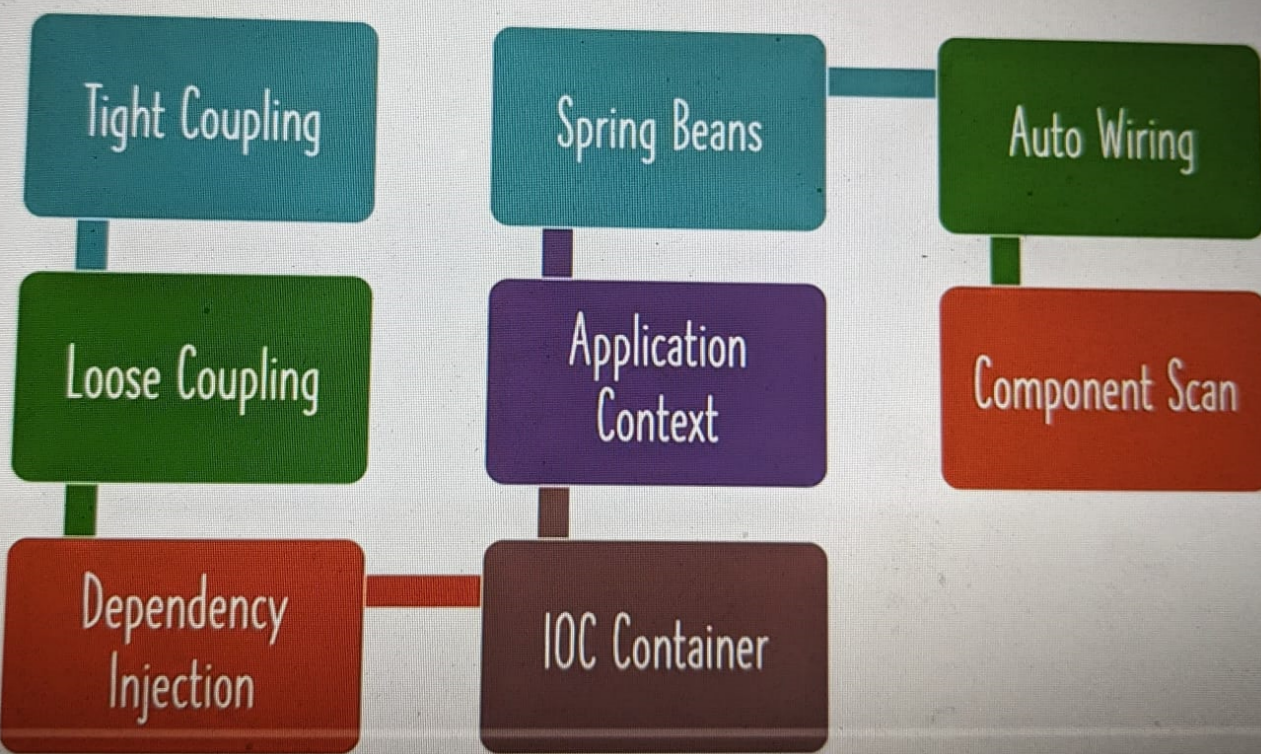 Tight Coupling
Loose Coupling
Dependency
Injection
IOC Container
Application
Context
Spring Beans
Auto Wiring
Component Scan